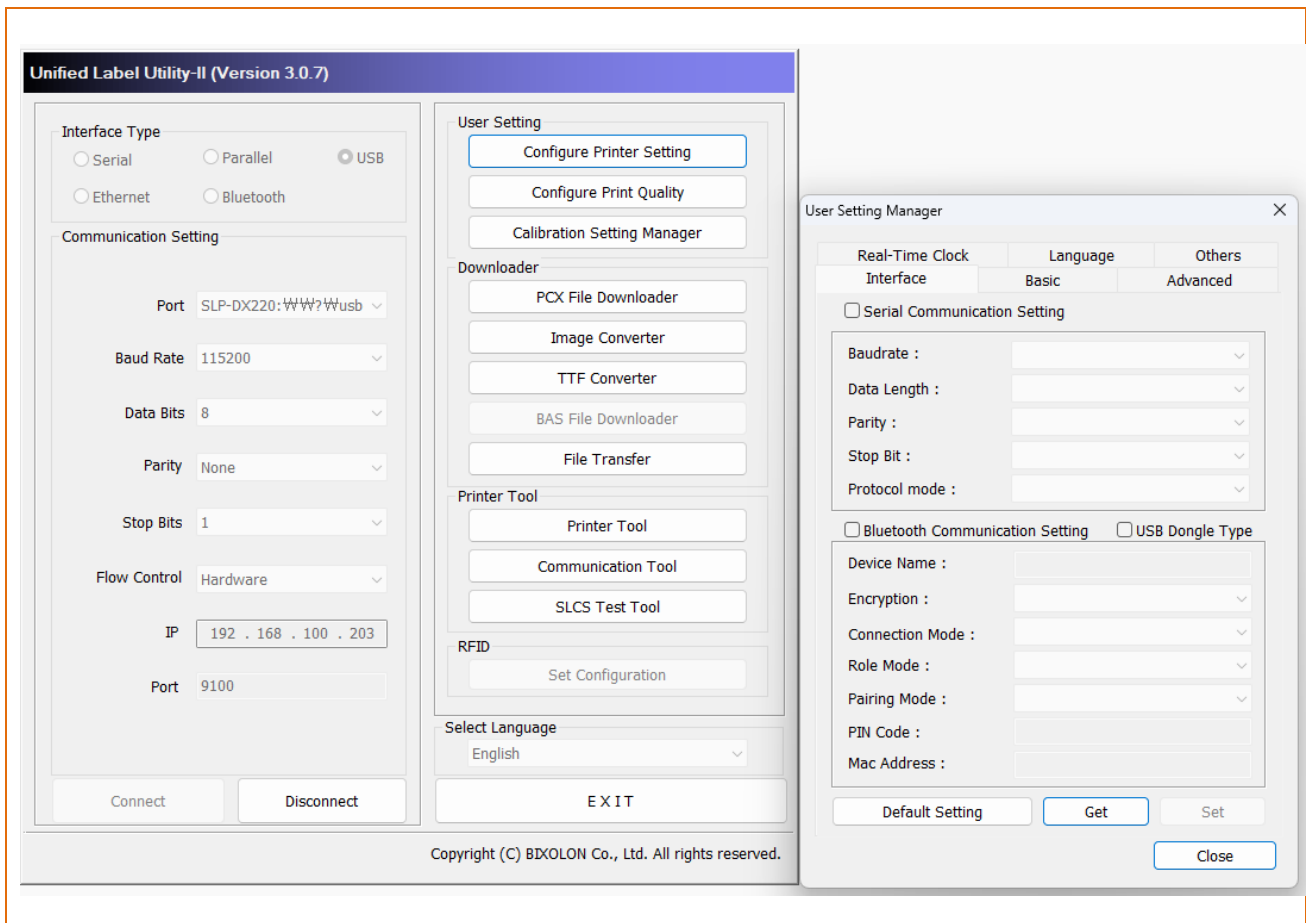 Unified Label Utility-II (Version 3.0.7)
Interface Type
Serial
Parallel
USB
Ethernet
Bluetooth
Communication Setting
Port SLP-DX220:₩₩?₩usb
Baud Rate 115200
Data Bits 8
Parity None
Stop Bits 1
Flow Control Hardware
IP 192 . 168 . 100 . 203
Port 9100
Connect
Disconnect
User Setting
Configure Printer Setting
Configure Print Quality
Calibration Setting Manager
Downloader
PCX File Downloader
Image Converter
TTF Converter
BAS File Downloader
File Transfer
Printer Tool
Printer Tool
Communication Tool
SLCS Test Tool
RFID
Set Configuration
Select Language
English
E X I T
Copyright (C) BIXOLON Co., Ltd. All rights reserved.
User Setting Manager
Real-Time Clock
Language
Others
Interface
Basic
Advanced
Serial Communication Setting
Baudrate :
Data Length :
Parity :
Stop Bit :
Protocol mode :
Bluetooth Communication Setting
USB Dongle Type
Device Name :
Encryption :
Connection Mode :
Role Mode :
Pairing Mode :
PIN Code :
Mac Address :
Default Setting
Get
Set
Close